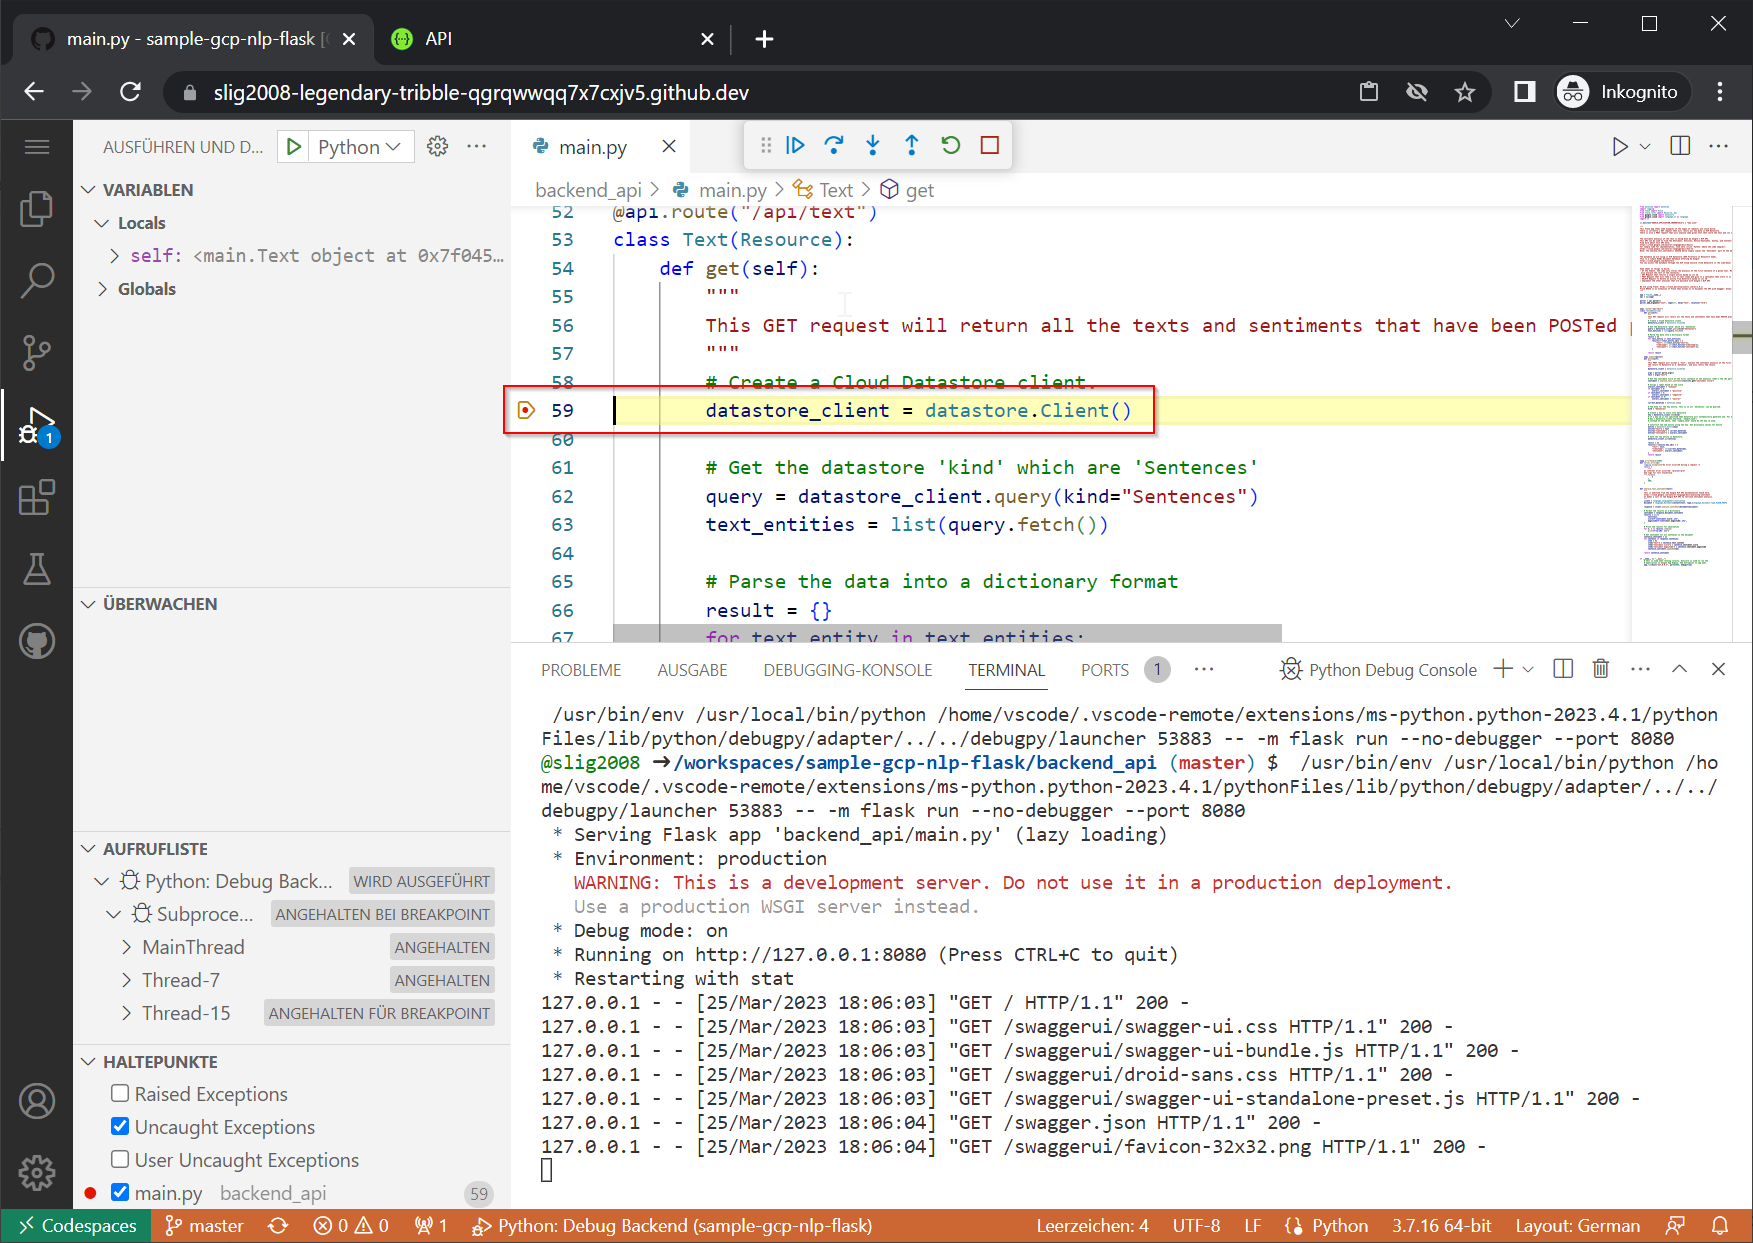 main.py - sample-gcp-nlp-flask [
API
slig2008-legendary-tribble-qgrqwwqq7x7cxjv5.github.dev
Inkognito
AUSFÜHREN UND D...
Python
VARIABLEN
Locals
self: <main.Text object at 0x7f045...
Globals
ÜBERWACHEN
AUFRUFLISTE
Python: Debug Back... WIRD AUSGEFÜHRT
Subproce... ANGEHALTEN BEI BREAKPOINT
MainThread ANGEHALTEN
Thread-7 ANGEHALTEN
Thread-15 ANGEHALTEN FÜR BREAKPOINT
HALTEPUNKTE
Raised Exceptions
Uncaught Exceptions
User Uncaught Exceptions
main.py backend_api 59
1
main.py
backend_api > main.py > Text > get
52 @api.route("/api/text")
53 class Text(Resource):
54 def get(self):
55 """
56 This GET request will return all the texts and sentiments that have been POSTed
57 """
58 # Create a Cloud Datastore client.
59 datastore_client = datastore.Client()
60
61 # Get the datastore 'kind' which are 'Sentences'
62 query = datastore_client.query(kind="Sentences")
63 text_entities = list(query.fetch())
64
65 # Parse the data into a dictionary format
66 result = {}
67 for text_entity in text_entities:
PROBLEME AUSGABE DEBUGGING-KONSOLE TERMINAL PORTS 1 ··· Python Debug Console
/usr/bin/env /usr/local/bin/python /home/vscode/.vscode-remote/extensions/ms-python.python-2023.4.1/python
Files/lib/python/debugpy/adapter/../../debugpy/launcher 53883 -- -m flask run --no-debugger --port 8080
@slig2008 ➜/workspaces/sample-gcp-nlp-flask/backend_api (master) $ /usr/bin/env /usr/local/bin/python /ho
me/vscode/.vscode-remote/extensions/ms-python.python-2023.4.1/pythonFiles/lib/python/debugpy/adapter/../../
debugpy/launcher 53883 -- -m flask run --no-debugger --port 8080
* Serving Flask app 'backend_api/main.py' (lazy loading)
* Environment: production
WARNING: This is a development server. Do not use it in a production deployment.
Use a production WSGI server instead.
* Debug mode: on
* Running on http://127.0.0.1:8080 (Press CTRL+C to quit)
* Restarting with stat
127.0.0.1 - - [25/Mar/2023 18:06:03] "GET / HTTP/1.1" 200 -
127.0.0.1 - - [25/Mar/2023 18:06:03] "GET /swaggerui/swagger-ui.css HTTP/1.1" 200 -
127.0.0.1 - - [25/Mar/2023 18:06:03] "GET /swaggerui/swagger-ui-bundle.js HTTP/1.1" 200 -
127.0.0.1 - - [25/Mar/2023 18:06:03] "GET /swaggerui/droid-sans.css HTTP/1.1" 200 -
127.0.0.1 - - [25/Mar/2023 18:06:03] "GET /swaggerui/swagger-ui-standalone-preset.js HTTP/1.1" 200 -
127.0.0.1 - - [25/Mar/2023 18:06:04] "GET /swagger.json HTTP/1.1" 200 -
127.0.0.1 - - [25/Mar/2023 18:06:04] "GET /swaggerui/favicon-32x32.png HTTP/1.1" 200 -
Codespaces master 0 0 1 Python: Debug Backend (sample-gcp-nlp-flask) Leerzeichen: 4 UTF-8 LF Python 3.7.16 64-bit Layout: German